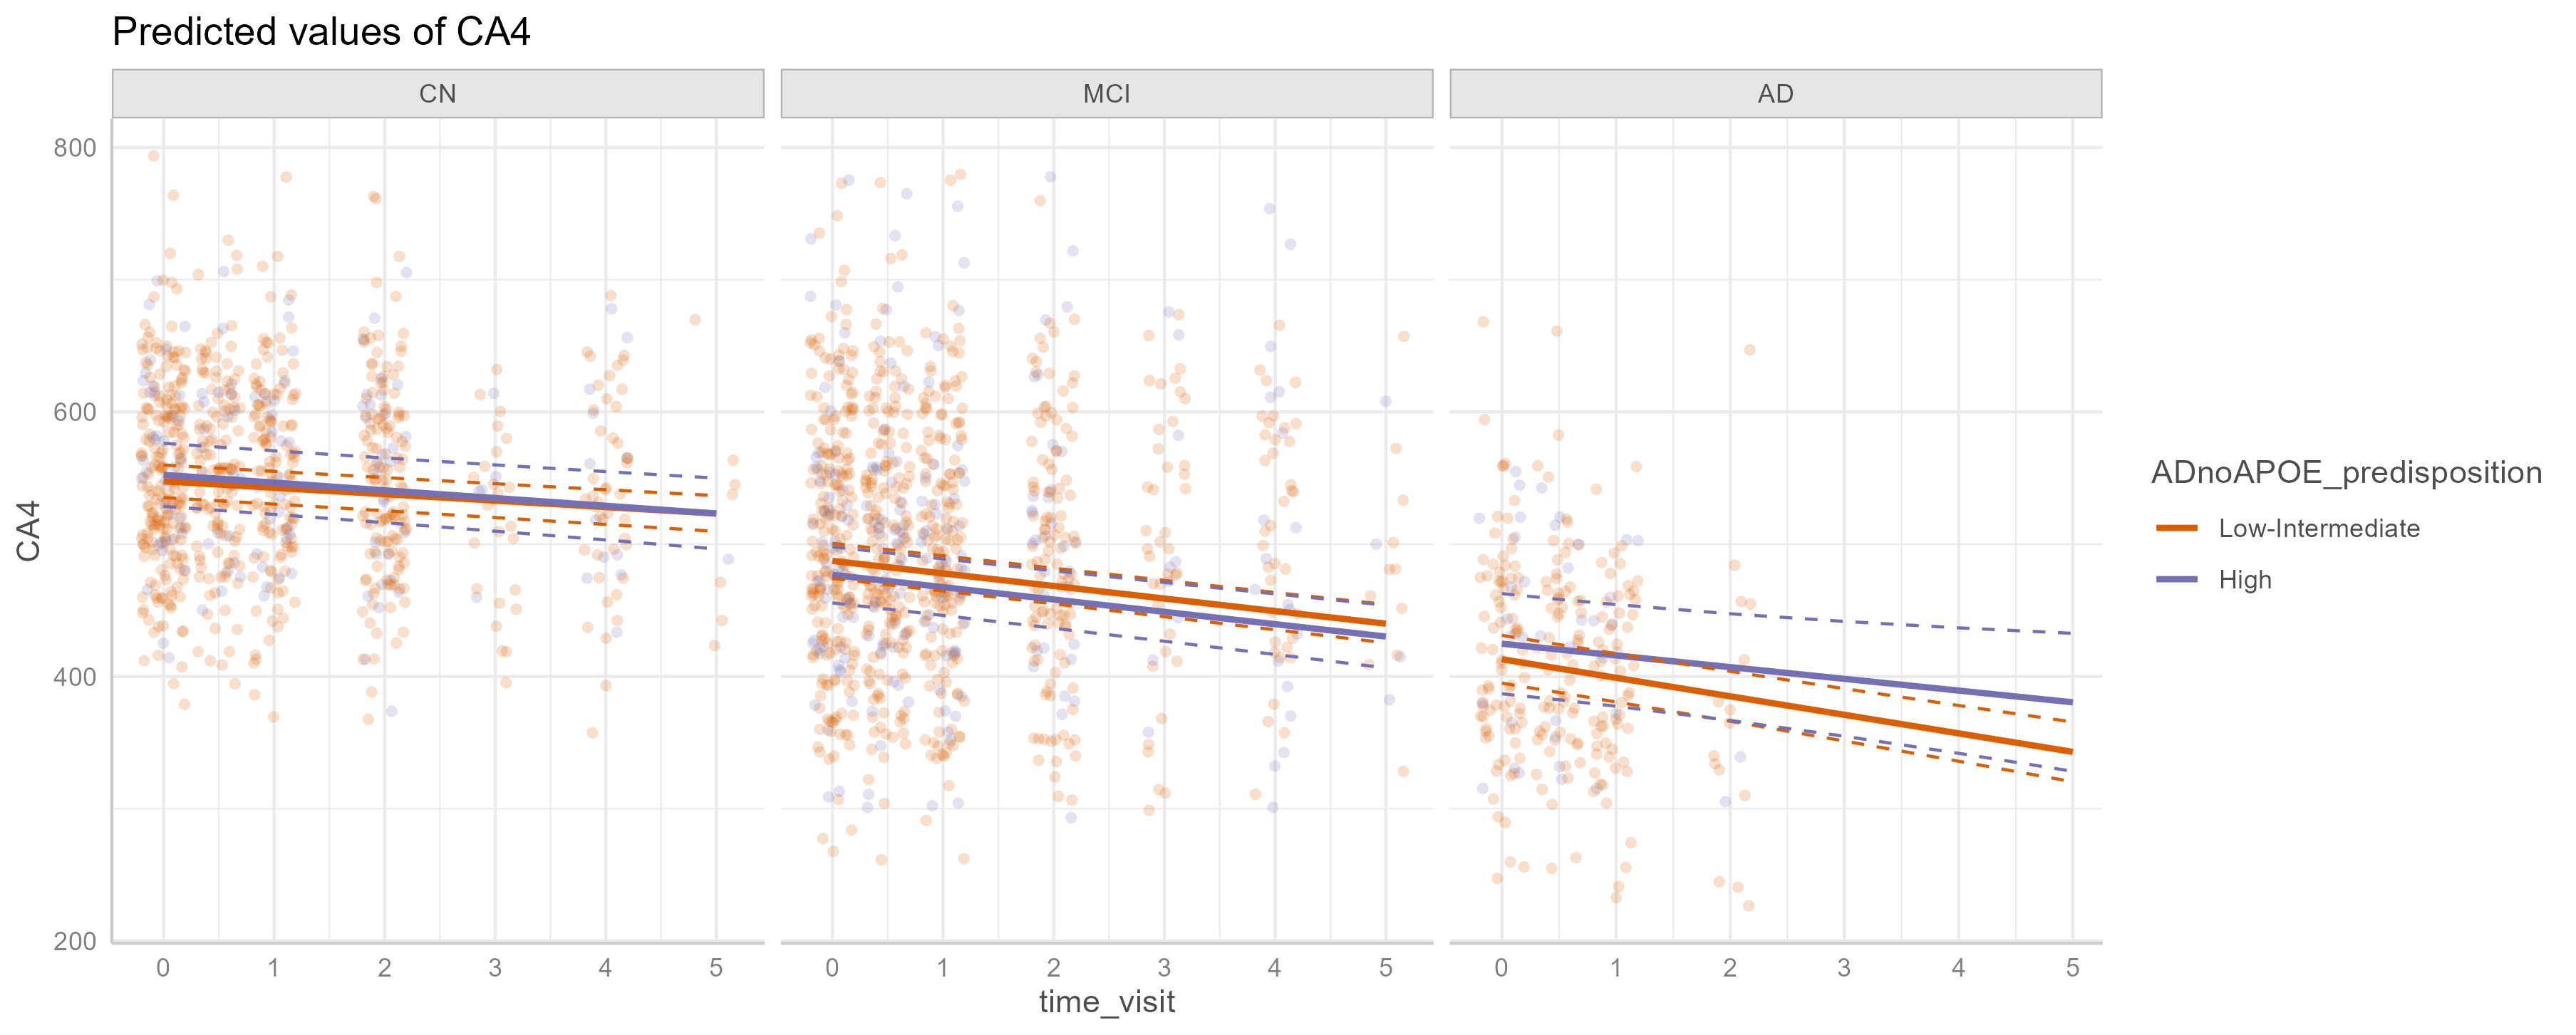 Predicted values of CA4
CN
MCI
AD
800
600
400
200
CA4
0 1 2 3 4 5
0 1 2 3 4 5
0 1 2 3 4 5
time_visit
ADnoAPOE_predisposition
Low-Intermediate
High